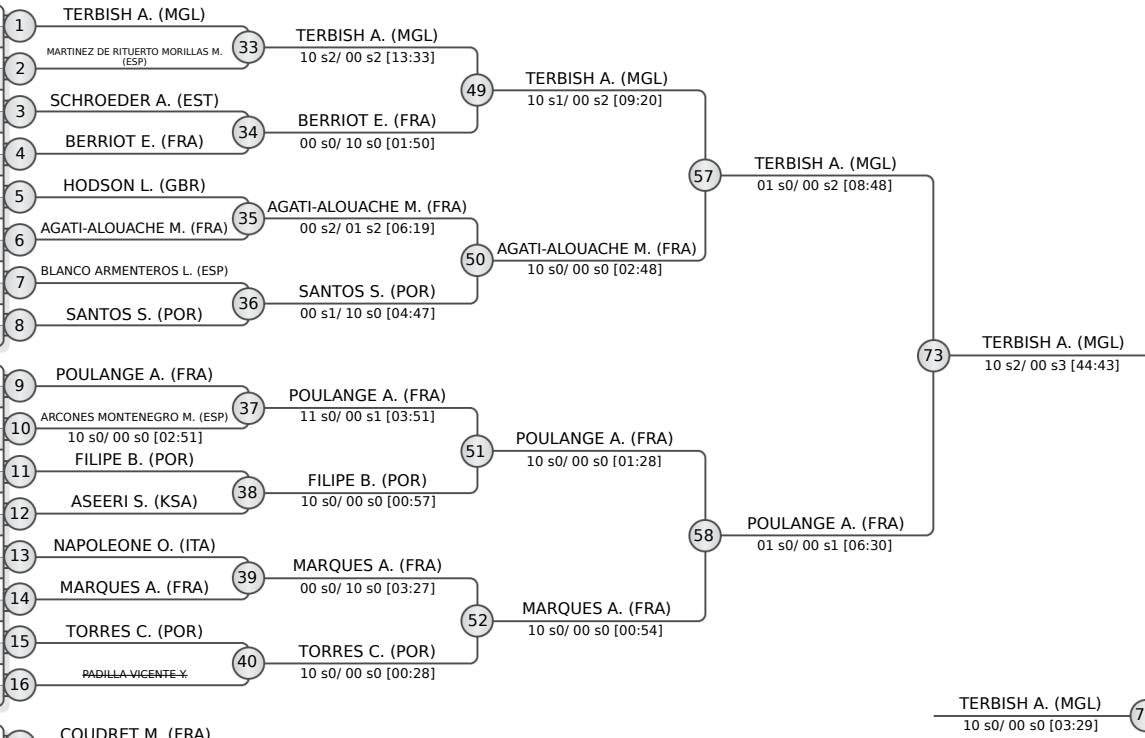 1
TERBISH A. (MGL)
2
MARTINEZ DE RITUERTO MORILLAS M.
(ESP)
33
TERBISH A. (MGL)
10 s2/ 00 s2 [13:33]
3
SCHROEDER A. (EST)
4
BERRIOT E. (FRA)
34
BERRIOT E. (FRA)
00 s0/ 10 s0 [01:50]
49
TERBISH A. (MGL)
10 s1/ 00 s2 [09:20]
5
HODSON L. (GBR)
6
AGATI-ALOUACHE M. (FRA)
35
AGATI-ALOUACHE M. (FRA)
00 s2/ 01 s2 [06:19]
7
BLANCO ARMENTEROS L. (ESP)
8
SANTOS S. (POR)
36
SANTOS S. (POR)
00 s1/ 10 s0 [04:47]
50
AGATI-ALOUACHE M. (FRA)
10 s0/ 00 s0 [02:48]
57
TERBISH A. (MGL)
01 s0/ 00 s2 [08:48]
9
POULANGE A. (FRA)
10
ARCONES MONTENEGRO M. (ESP)
10 s0/ 00 s0 [02:51]
37
POULANGE A. (FRA)
11 s0/ 00 s1 [03:51]
11
FILIPE B. (POR)
12
ASEERI S. (KSA)
38
FILIPE B. (POR)
10 s0/ 00 s0 [00:57]
51
POULANGE A. (FRA)
10 s0/ 00 s0 [01:28]
13
NAPOLEONE O. (ITA)
14
MARQUES A. (FRA)
39
MARQUES A. (FRA)
00 s0/ 10 s0 [03:27]
15
TORRES C. (POR)
16
PADILLA VICENTE Y.
40
TORRES C. (POR)
10 s0/ 00 s0 [00:28]
52
MARQUES A. (FRA)
10 s0/ 00 s0 [00:54]
58
POULANGE A. (FRA)
01 s0/ 00 s1 [06:30]
73
TERBISH A. (MGL)
10 s2/ 00 s3 [44:43]
TERBISH A. (MGL)
10 s0/ 00 s0 [03:29]
COUDRET M. (FRA)